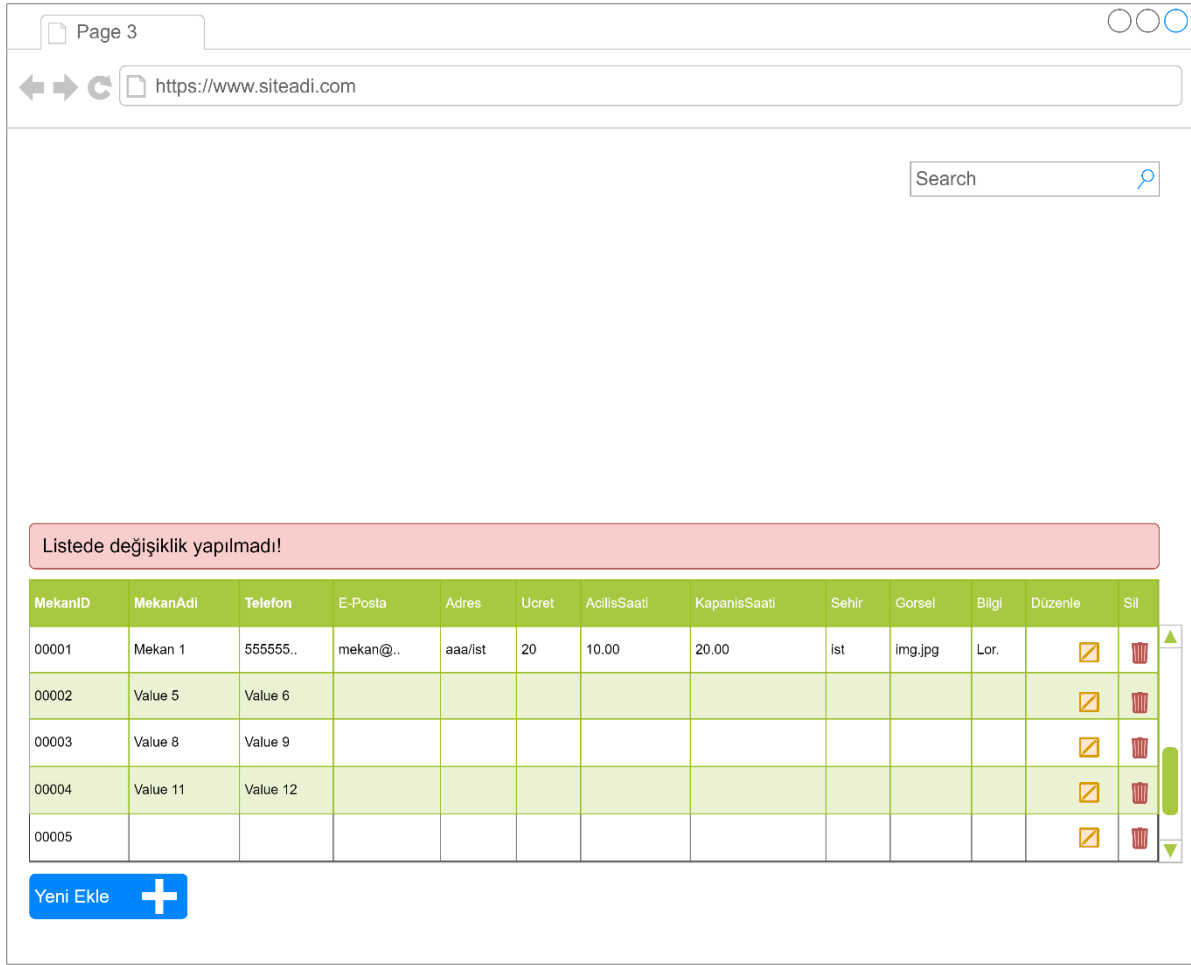 Page 3
https://www.siteadi.com
Search
Listede değişiklik yapılmadı!
MekanID MekanAdi Telefon E-Posta Adres Ucret AcilisSaati KapanisSaati Sehir Gorsel Bilgi Düzenle Sil
00001 Mekan 1 555555.. mekan@.. aaa/ist 20 10.00 20.00 ist img.jpg Lor.
00002 Value 5 Value 6
00003 Value 8 Value 9
00004 Value 11 Value 12
00005
Yeni Ekle